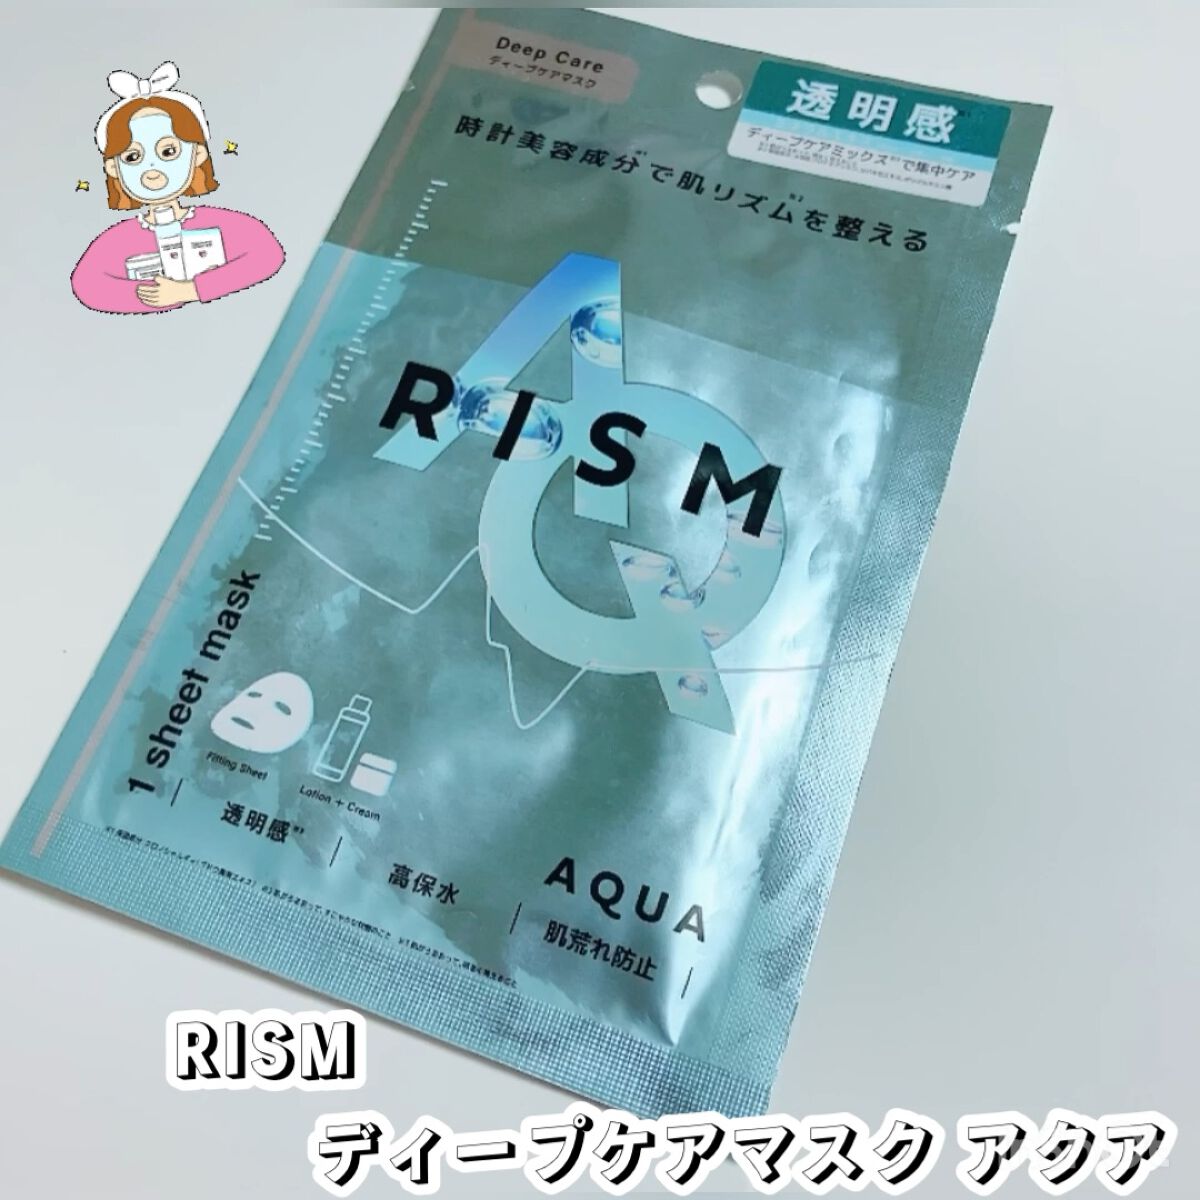 Deep Care
ディープケアマスク
透明感
ディープケアミックス で集中ケア
時計美容成分 で肌リズム を整える
AQ
RISM
1 sheet mask
Fitting Sheet
Lotion + Cream
透明感
高保水
AQUA
肌荒れ防止
RISM
ディープケアマスク アクア